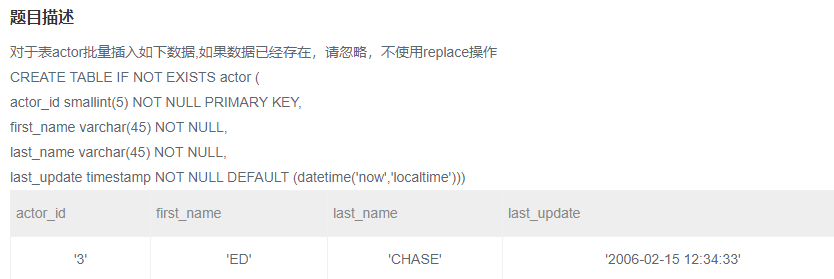 题目描述
对于表actor批量插入如下数据,如果数据已经存在，请忽略，不使用replace操作
CREATE TABLE IF NOT EXISTS actor (
actor_id smallint(5) NOT NULL PRIMARY KEY,
first_name varchar(45) NOT NULL,
last_name varchar(45) NOT NULL,
last_update timestamp NOT NULL DEFAULT (datetime('now','localtime')))
actor_id first_name last_name last_update
'3' 'ED' 'CHASE' '2006-02-15 12:34:33'